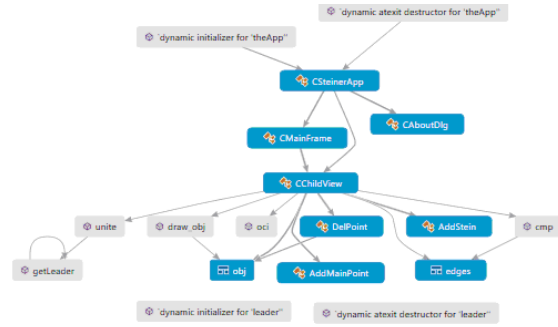 `dynamic atexit destructor for 'theApp''
`dynamic initializer for 'theApp''
CSteinerApp
CAboutDlg
CMainFrame
CChildView
unite
draw_obj
oci
DelPoint
AddStein
cmp
getLeader
obj
AddMainPoint
edges
`dynamic initializer for 'leader''
`dynamic atexit destructor for 'leader''